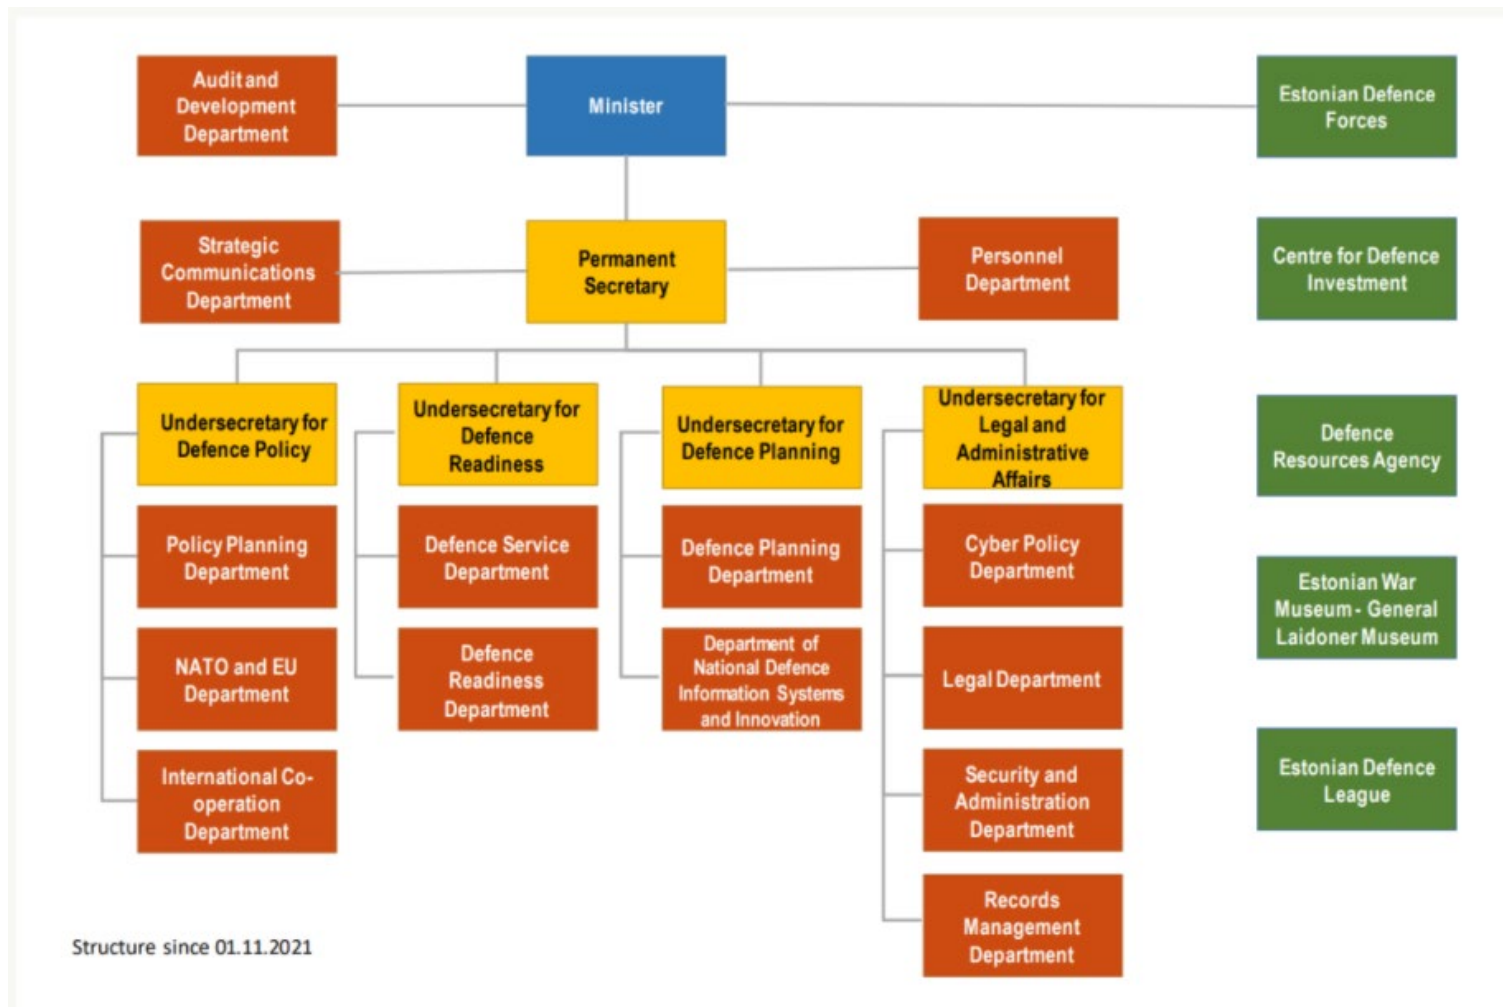 Audit and
Development
Department
Minister
Estonian Defence
Forces
Strategic
Communications
Department
Permanent
Secretary
Personnel
Department
Centre for Defence
Investment
Undersecretary for
Defence Policy
Undersecretary for
Defence
Readiness
Undersecretary for
Defence Planning
Undersecretary for
Legal and
Administrative
Affairs
Defence
Resources Agency
Policy Planning
Department
Defence Service
Department
Defence Planning
Department
Cyber Policy
Department
Estonian War
Museum - General
Laidoner Museum
NATO and EU
Department
Defence
Readiness
Department
Department of
National Defence
Information Systems
and Innovation
Legal Department
International Co-
operation
Department
Security and
Administration
Department
Estonian Defence
League
Records
Management
Department
Structure since 01.11.2021